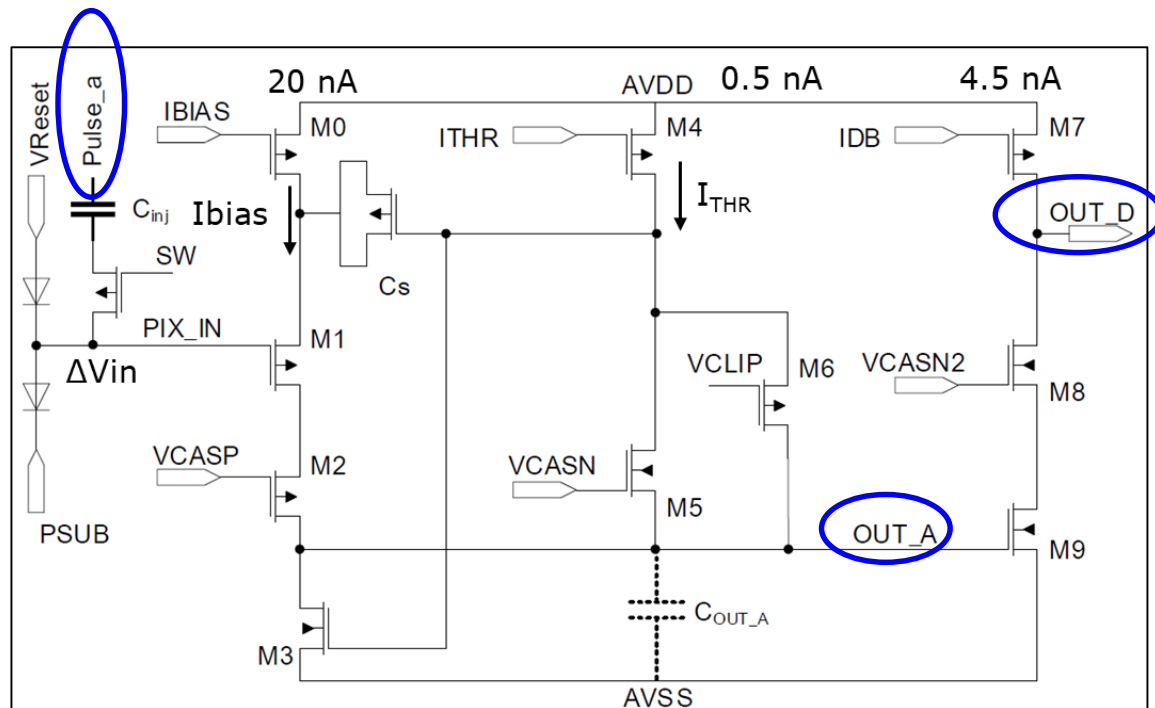 20 nA
AVDD
0.5 nA
4.5 nA
VReset
Pulse_a
IBIAS
M0
ITHR
M4
IDB
M7
Cinj
Ibias
ITHR
OUT_D
SW
Cs
PIX_IN
M1
ΔVin
VCLIP
M6
VCASN2
M8
VCASP
M2
VCASN
M5
PSUB
OUT_A
M9
COUT_A
M3
AVSS